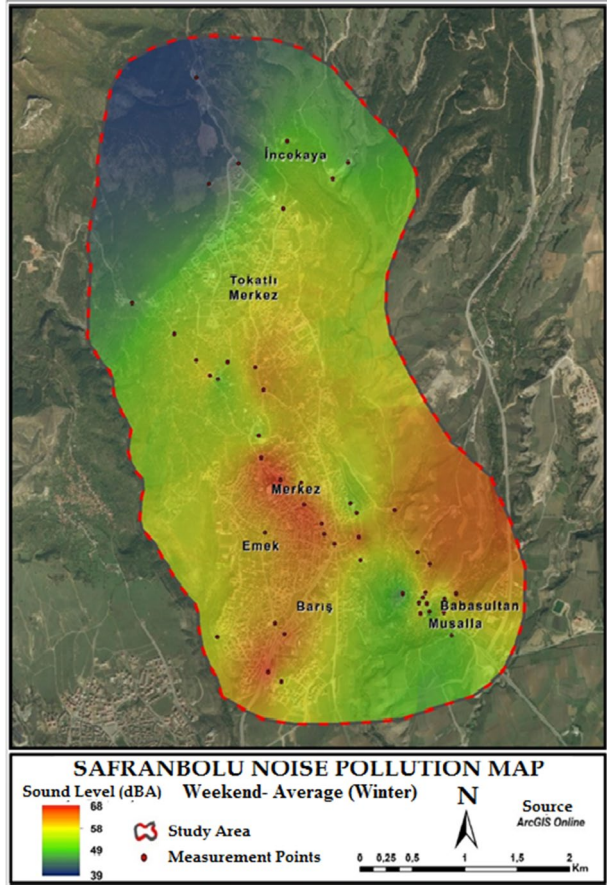 İncekaya
Tokatlı
Merkez
Merkez
Emek
Barış
Babasultan
Musalla
SAFRANBOLU NOISE POLLUTION MAP
Sound Level (dBA)
Weekend- Average (Winter)
68
58
49
39
Study Area
Measurement Points
N
Source
ArcGIS Online
0 0,25 0,5 1 1,5 2
Km